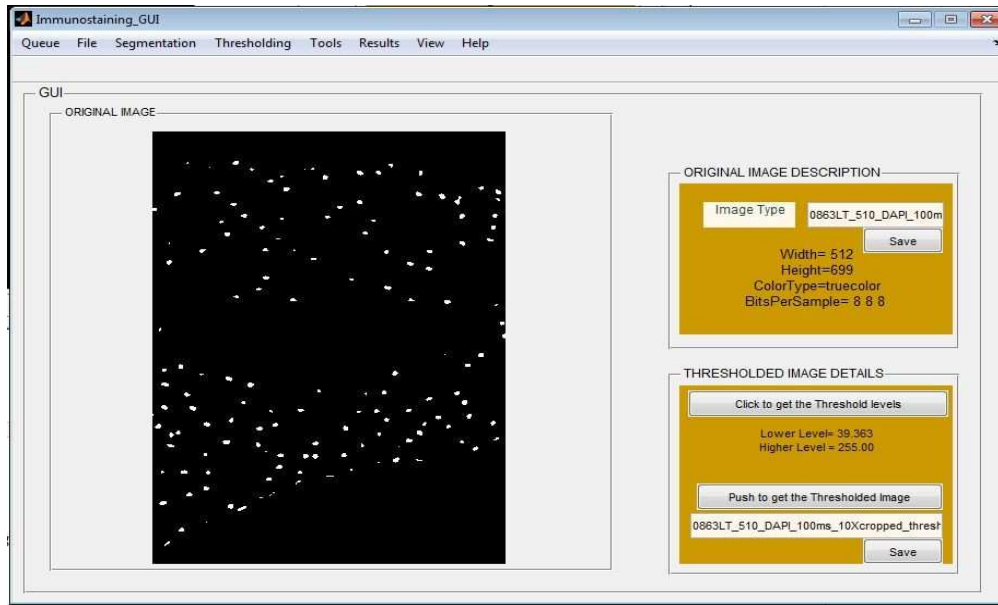 Immunostaining_GUI
Queue File Segmentation Thresholding Tools Results View Help
GUI
ORIGINAL IMAGE
ORIGINAL IMAGE DESCRIPTION
Image Type 0863LT_510_DAPI_100m
Save
Width= 512
Height=699
ColorType=truecolor
BitsPerSample= 8 8 8
THRESHOLDED IMAGE DETAILS
Click to get the Threshold levels
Lower Level= 39.363
Higher Level = 255.00
Push to get the Thresholded Image
0863LT_510_DAPI_100ms_10Xcropped_thresh
Save